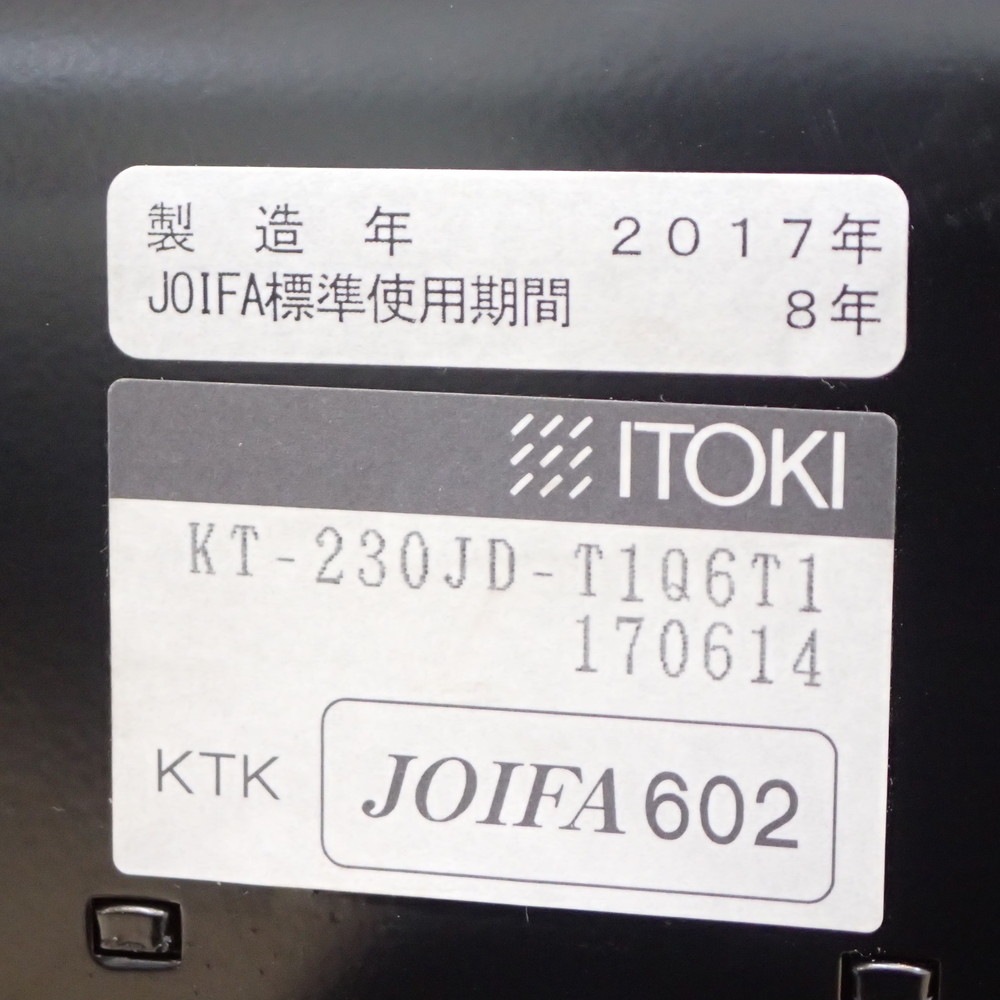 製造年 2017年
JOIFA標準使用期間 8年
ITOKI
KT-230JD-T1Q6T1
170614
KTK JOIFA 602